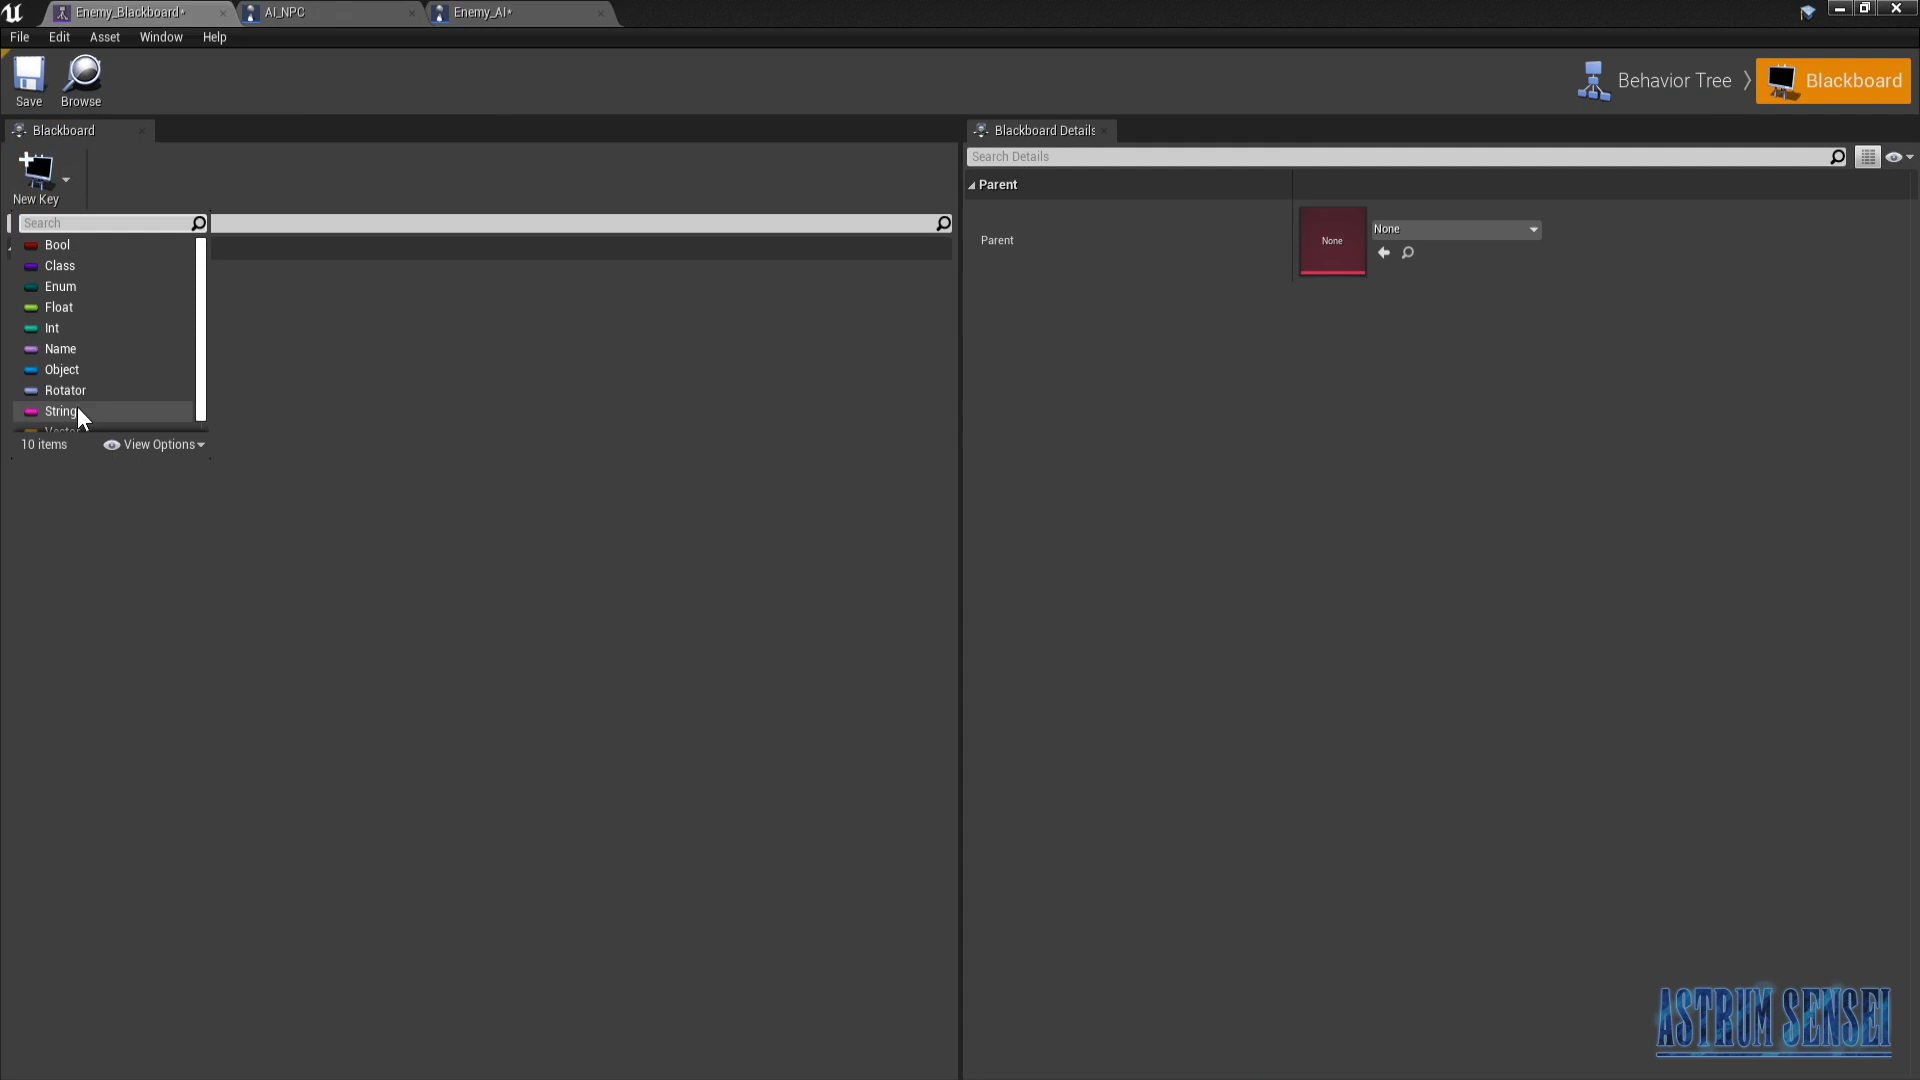 Enemy_Blackboard*
AI_NPC
Enemy_AI*
File Edit Asset Window Help
Save
Browse
Behavior Tree
Blackboard
Blackboard
New Key
Search
Bool
Class
Enum
Float
Int
Name
Object
Rotator
String
Vector
10 items
View Options
Blackboard Details
Search Details
Parent
Parent
None
None
ASTRUM SENSEI